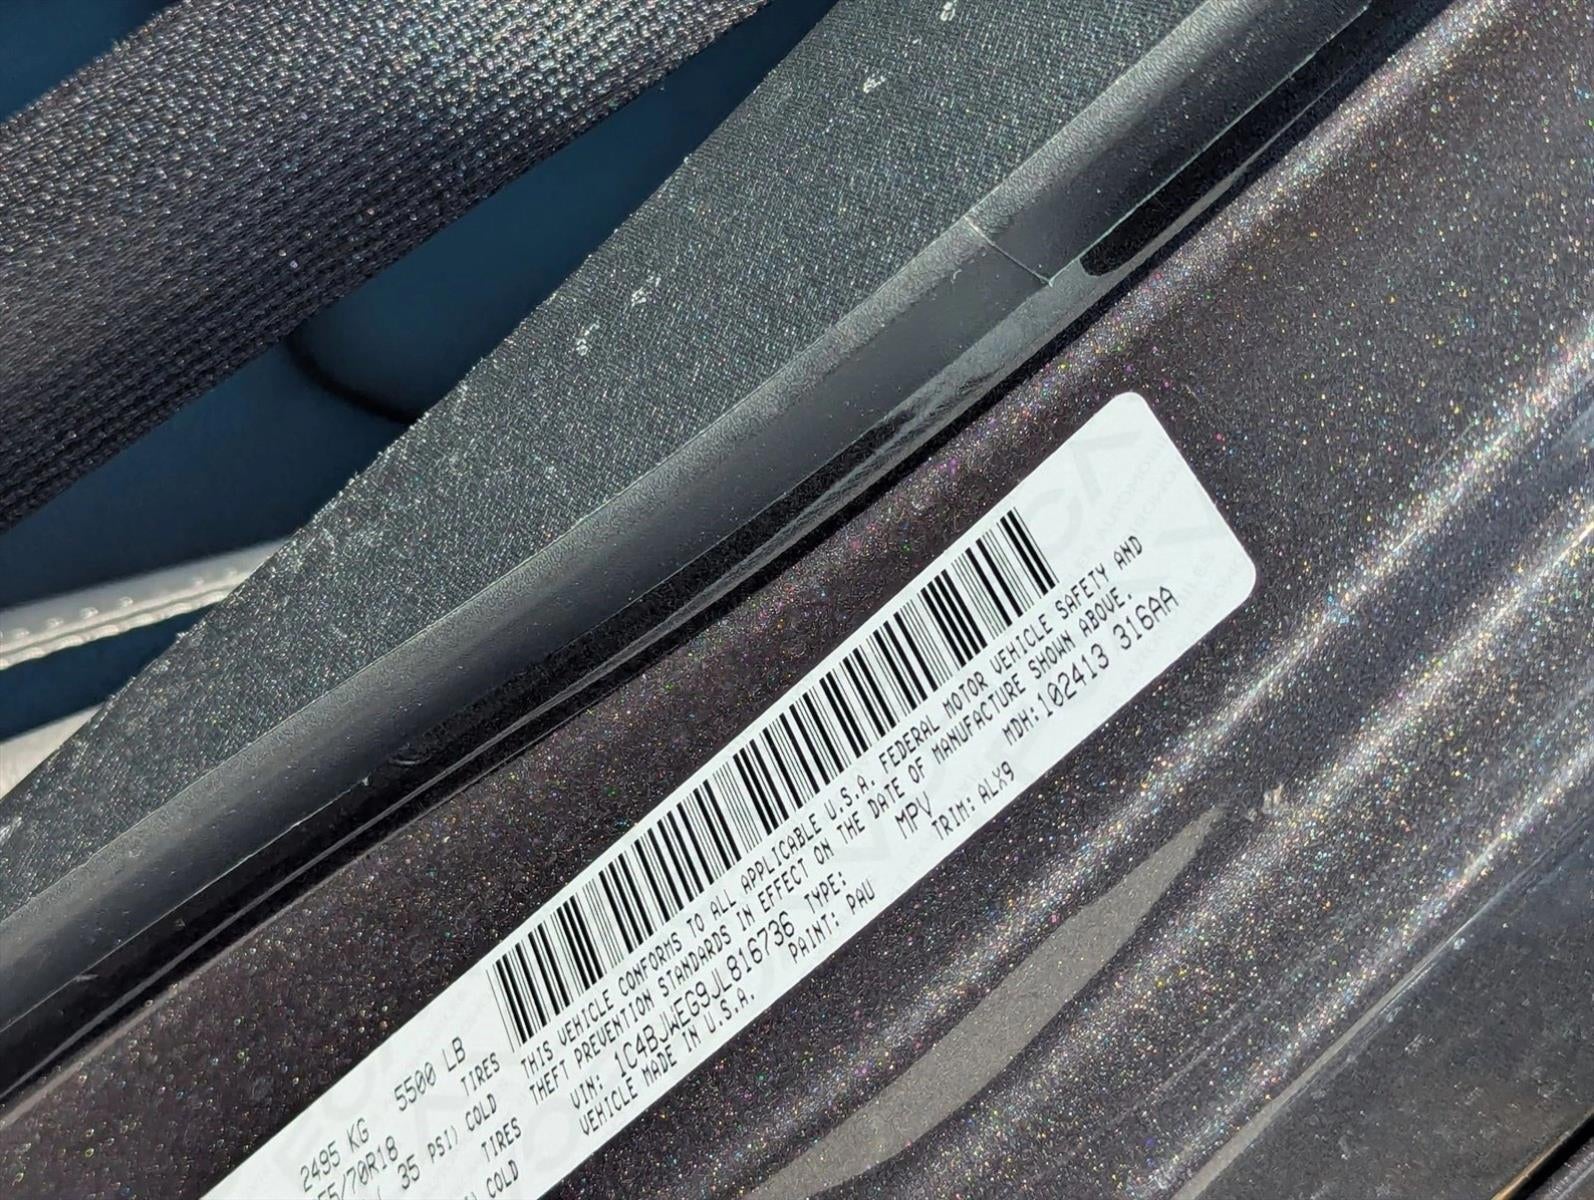 2495 KG 5500 LB
55/70R18 TIRES
35 PSI) COLD
TIRES
COLD
THIS VEHICLE CONFORMS TO ALL APPLICABLE U.S.A. FEDERAL MOTOR VEHICLE SAFETY AND
THEFT PREVENTION STANDARDS IN EFFECT ON THE DATE OF MANUFACTURE SHOWN ABOVE.
VIN: 1C4BJWEG9JL816736 TYPE: MPV MDH: 102413 316AA
VEHICLE MADE IN U.S.A. PAINT: PAU TRIM: ALX9